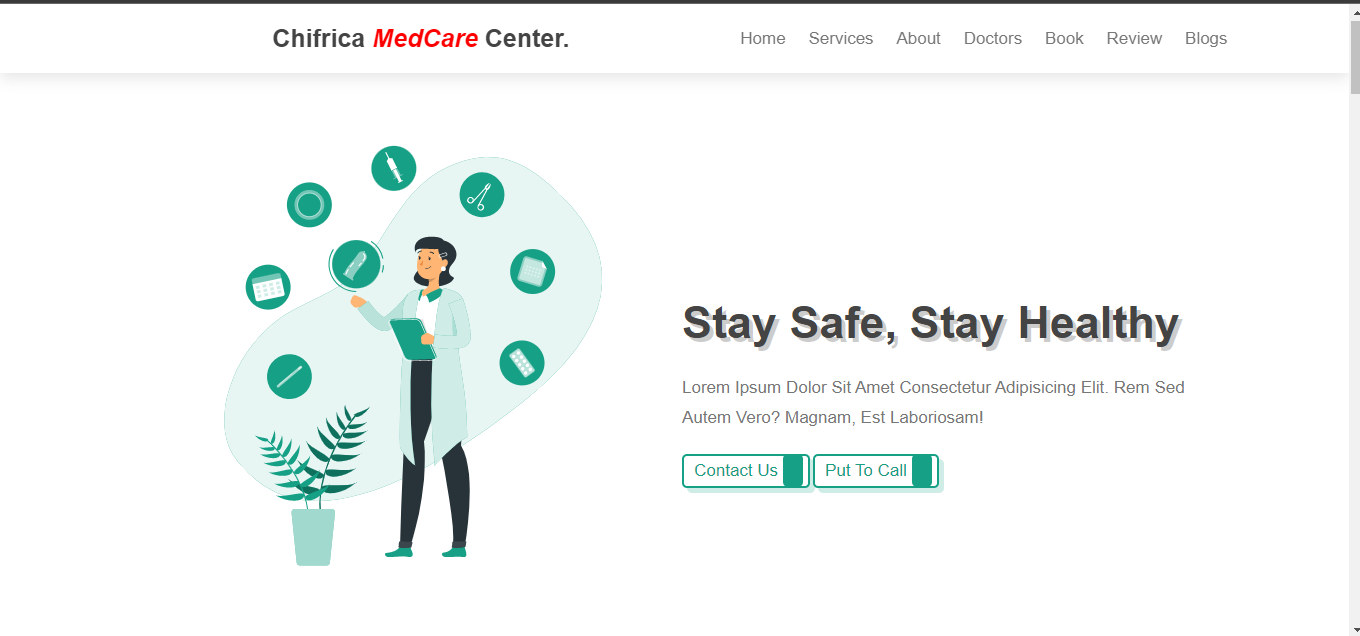 Chifrica MedCare Center.
Home Services About Doctors Book Review Blogs
Stay Safe, Stay Healthy
Lorem Ipsum Dolor Sit Amet Consectetur Adipisicing Elit. Rem Sed
Autem Vero? Magnam, Est Laboriosam!
Contact Us Put To Call